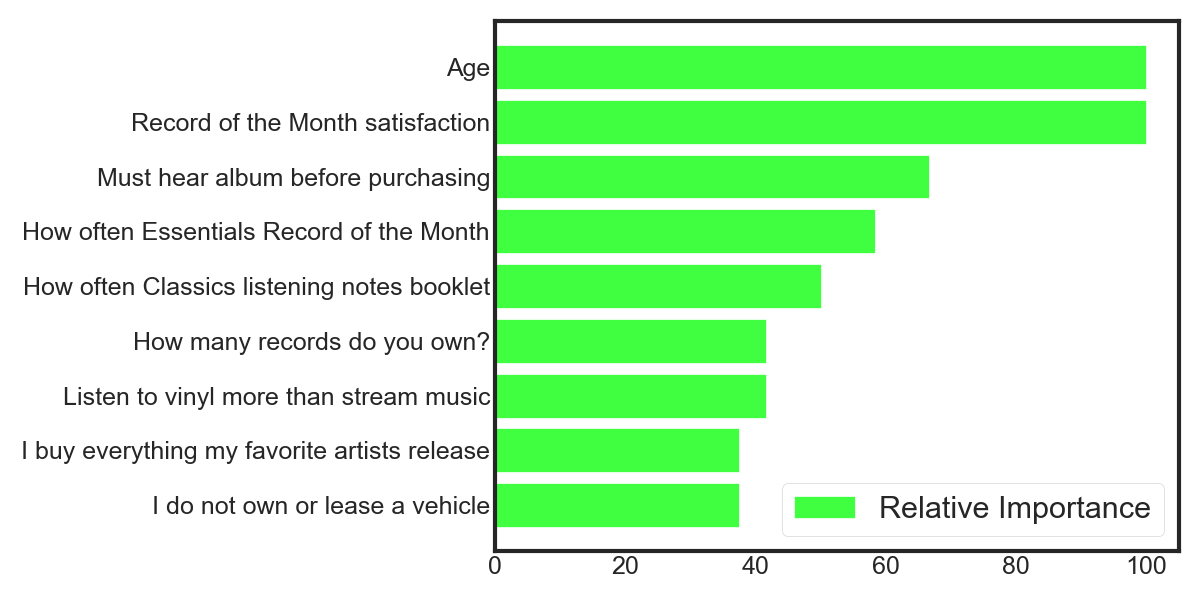 Age
Record of the Month satisfaction
Must hear album before purchasing
How often Essentials Record of the Month
How often Classics listening notes booklet
How many records do you own?
Listen to vinyl more than stream music
I buy everything my favorite artists release
I do not own or lease a vehicle
Relative Importance
0 20 40 60 80 100